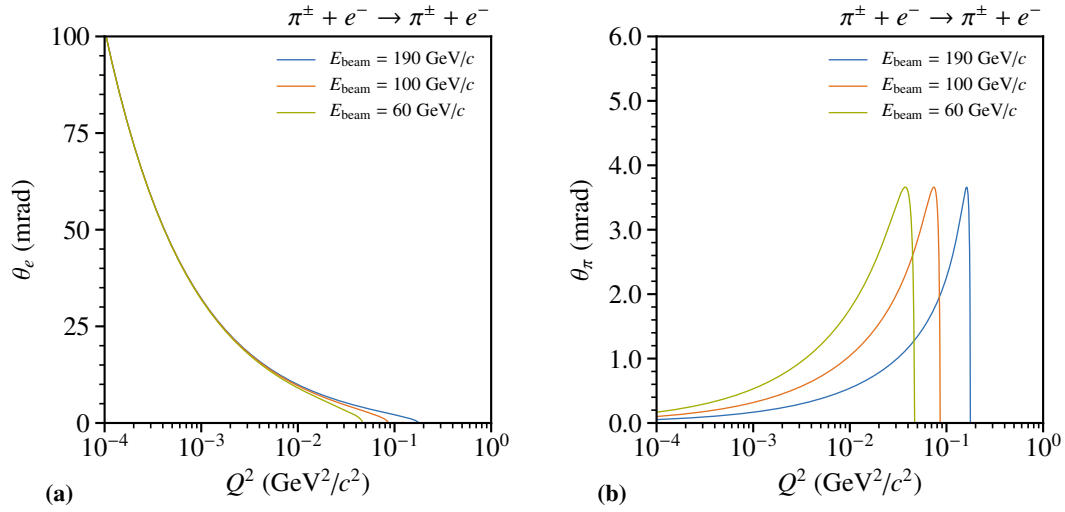 π± + e− → π± + e−
100
75
50
25
0
θe (mrad)
Ebeam = 190 GeV/c
Ebeam = 100 GeV/c
Ebeam = 60 GeV/c
10−4 10−3 10−2 10−1 100
Q2 (GeV2/c2)
(a)
π± + e− → π± + e−
6.0
5.0
4.0
3.0
2.0
1.0
0.0
θπ (mrad)
Ebeam = 190 GeV/c
Ebeam = 100 GeV/c
Ebeam = 60 GeV/c
10−4 10−3 10−2 10−1 100
Q2 (GeV2/c2)
(b)